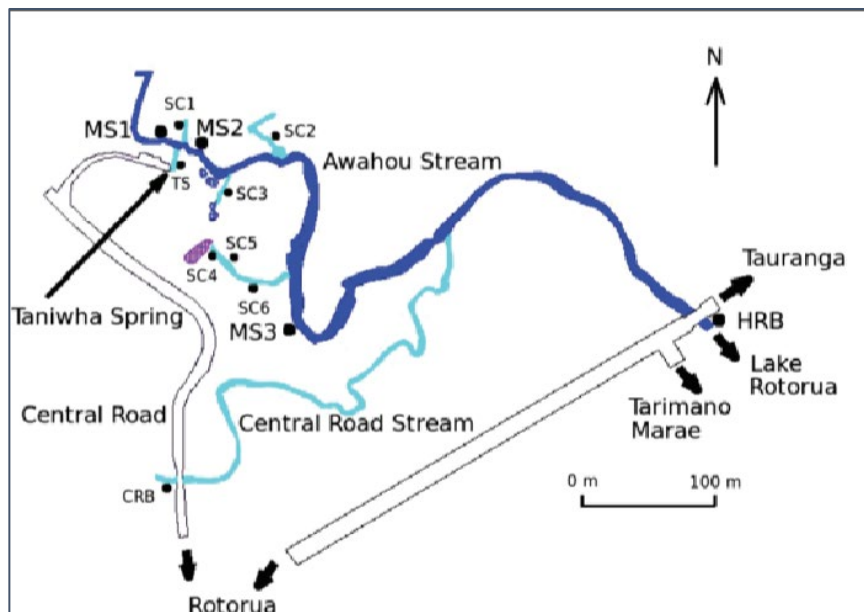 N
SC1
MS1
MS2
SC2
Awahou Stream
TS
SC3
SC5
SC4
SC6
Taniwha Spring
MS3
Tauranga
HRB
Lake
Rotorua
Central Road
Central Road Stream
Tarimano
Marae
0 m
100 m
CRB
Rotorua